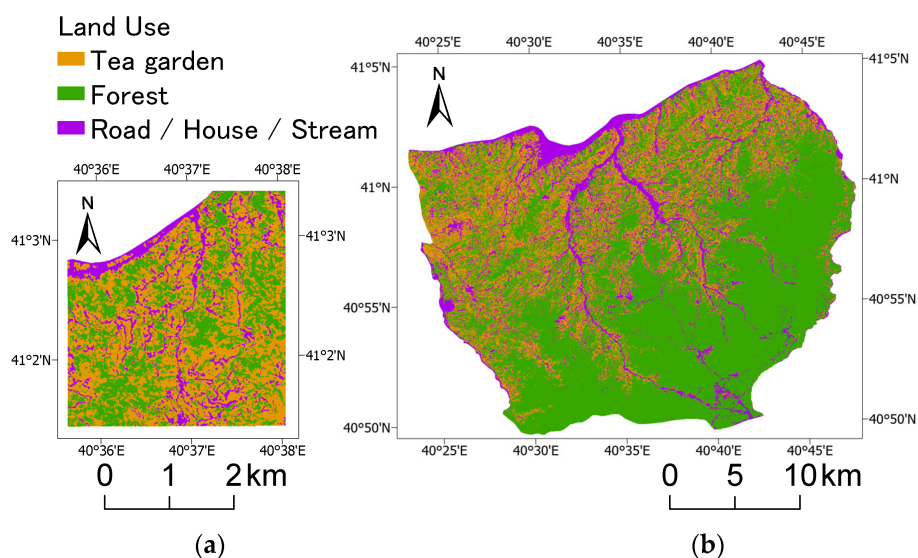 Land Use
Tea garden
Forest
Road / House / Stream
40°36'E 40°37'E 40°38'E
N
41°3'N 41°3'N
41°2'N 41°2'N
40°36'E 40°37'E 40°38'E
0 1 2 km
(a)
40°25'E 40°30'E 40°35'E 40°40'E 40°45'E
41°5'N 41°5'N
N
41°N 41°N
40°55'N 40°55'N
40°50'N 40°50'N
40°25'E 40°30'E 40°35'E 40°40'E 40°45'E
0 5 10 km
(b)